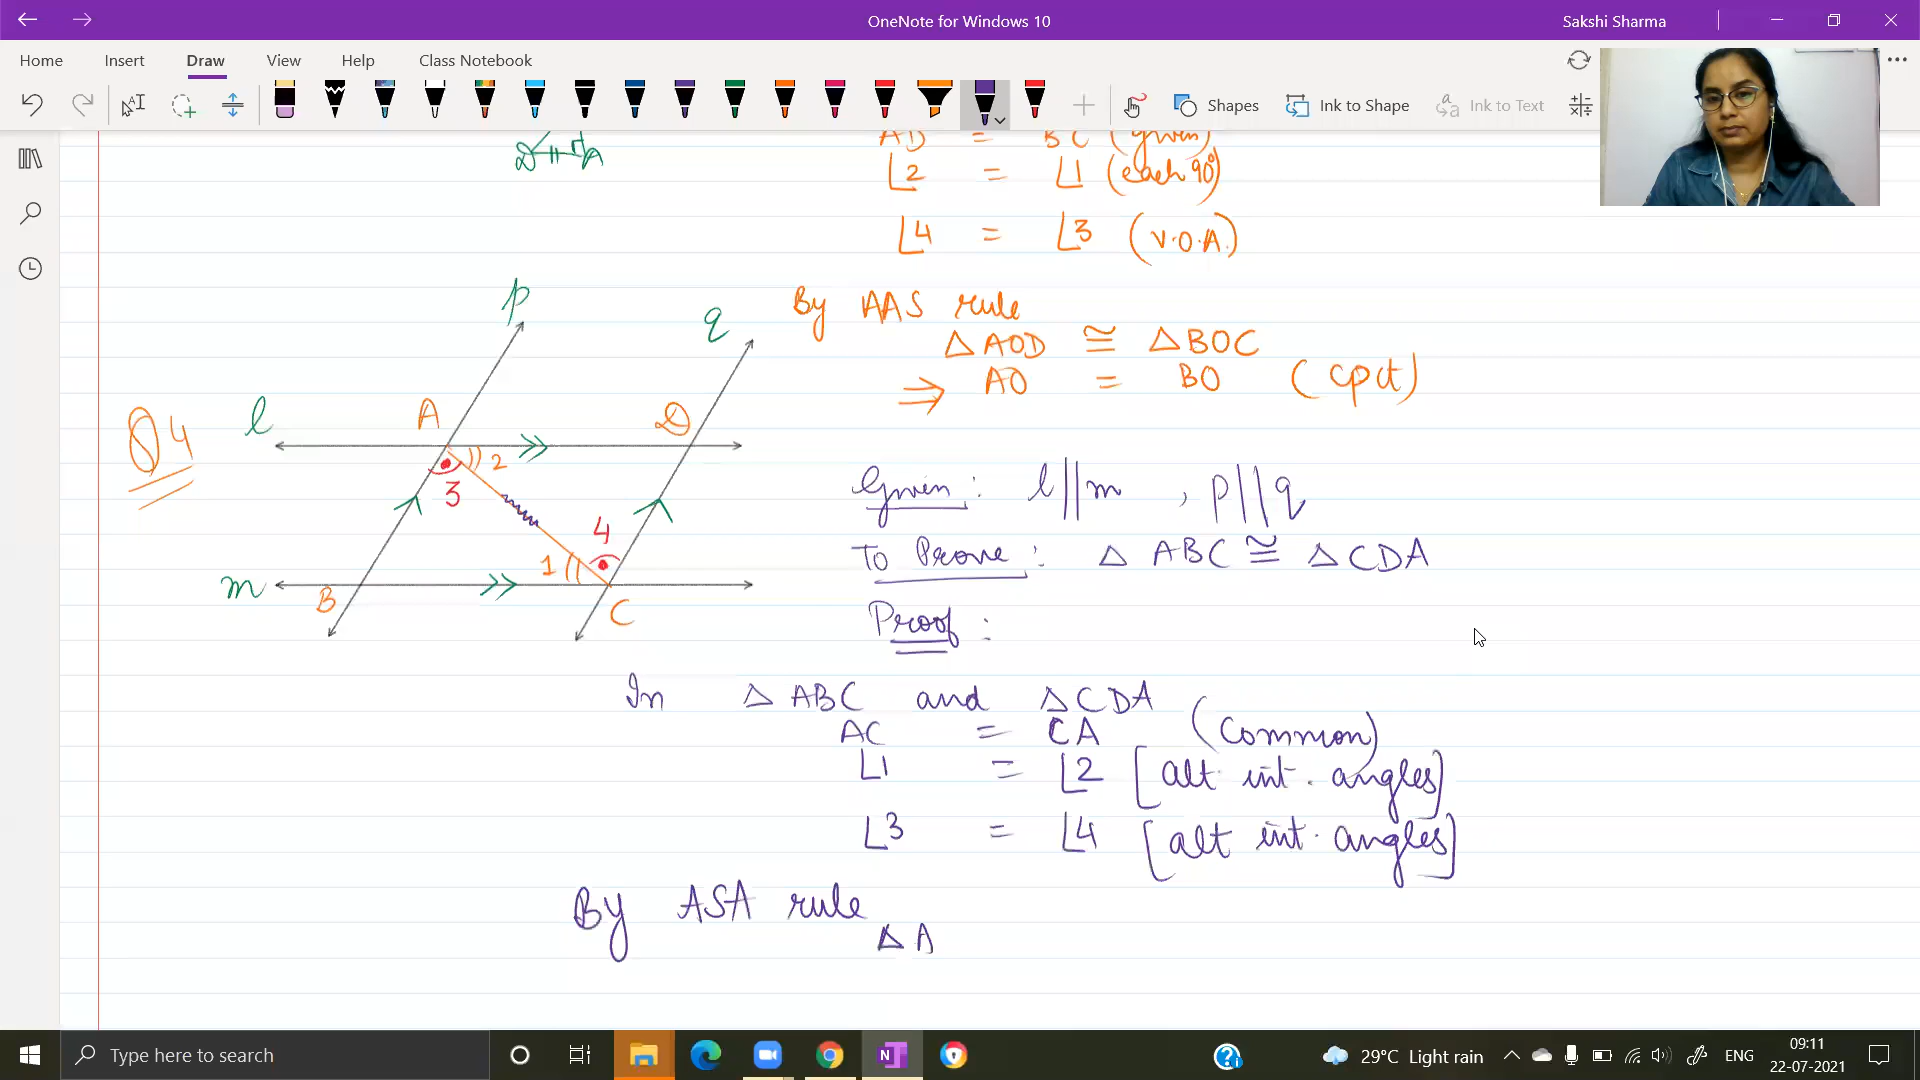 OneNote for Windows 10
Sakshi Sharma
Home Insert Draw View Help Class Notebook
Shapes Ink to Shape Ink to Text
D A
AD = BC (given)
∠2 = ∠1 (each 90°)
∠4 = ∠3 (V.O.A.)
By AAS rule
△AOD ≅ △BOC
⇒ AO = BO (cpct)
Q4
p
q
l
A
D
2
3
4
1
m
B
C
Given: l||m , p||q
To Prove: △ ABC ≅ △CDA
Proof:
In △ ABC and △CDA
AC = CA (Common)
∠1 = ∠2 [alt int. angles]
∠3 = ∠4 [alt int. angles]
By ASA rule
△ A
Type here to search
29°C Light rain
ENG
09:11
22-07-2021